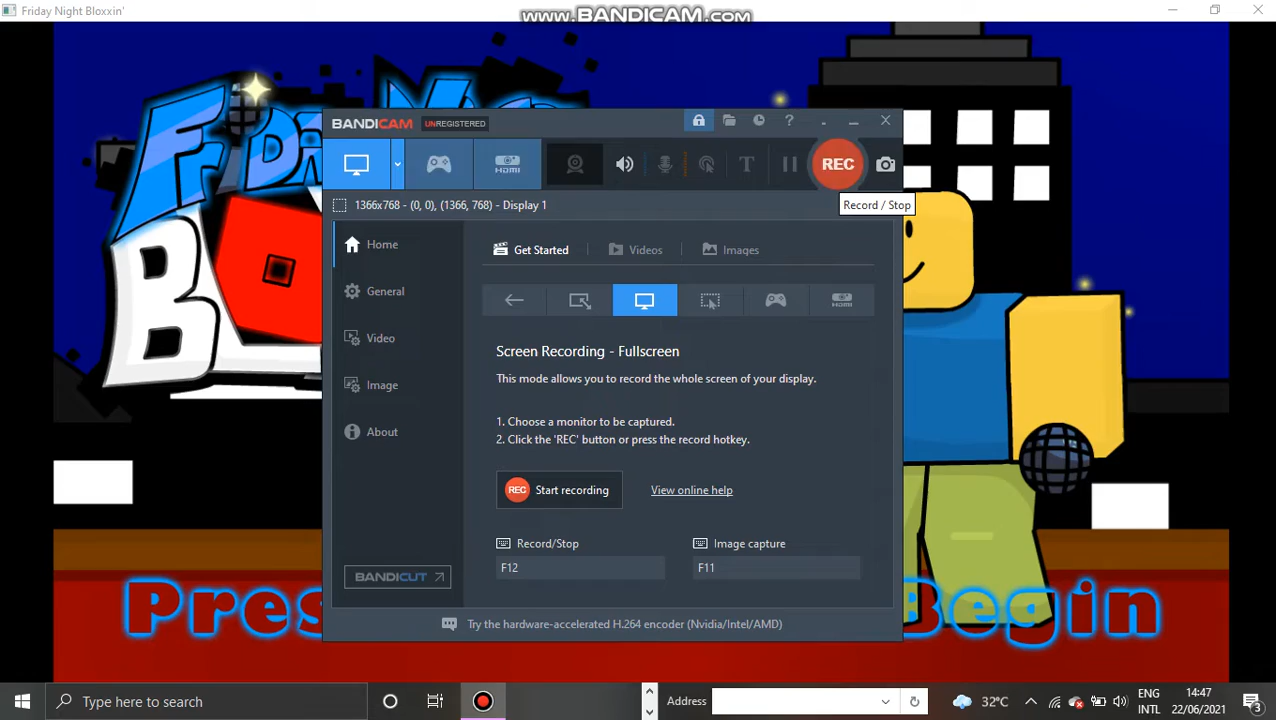 Friday Night Bloxxin'
www.BANDICAM.com
BANDICAM UNREGISTERED
HDMI
REC
1366x768 - (0, 0), (1366, 768) - Display 1
Record / Stop
Home
Get Started
Videos
Images
General
HDMI
Video
Screen Recording - Fullscreen
This mode allows you to record the whole screen of your display.
Image
1. Choose a monitor to be captured.
About
2. Click the 'REC' button or press the record hotkey.
REC Start recording
View online help
Record/Stop
Image capture
F12
F11
BANDICUT
Try the hardware-accelerated H.264 encoder (Nvidia/Intel/AMD)
Begin
Type here to search
Address
32°C
ENG
INTL
14:47
22/06/2021
3